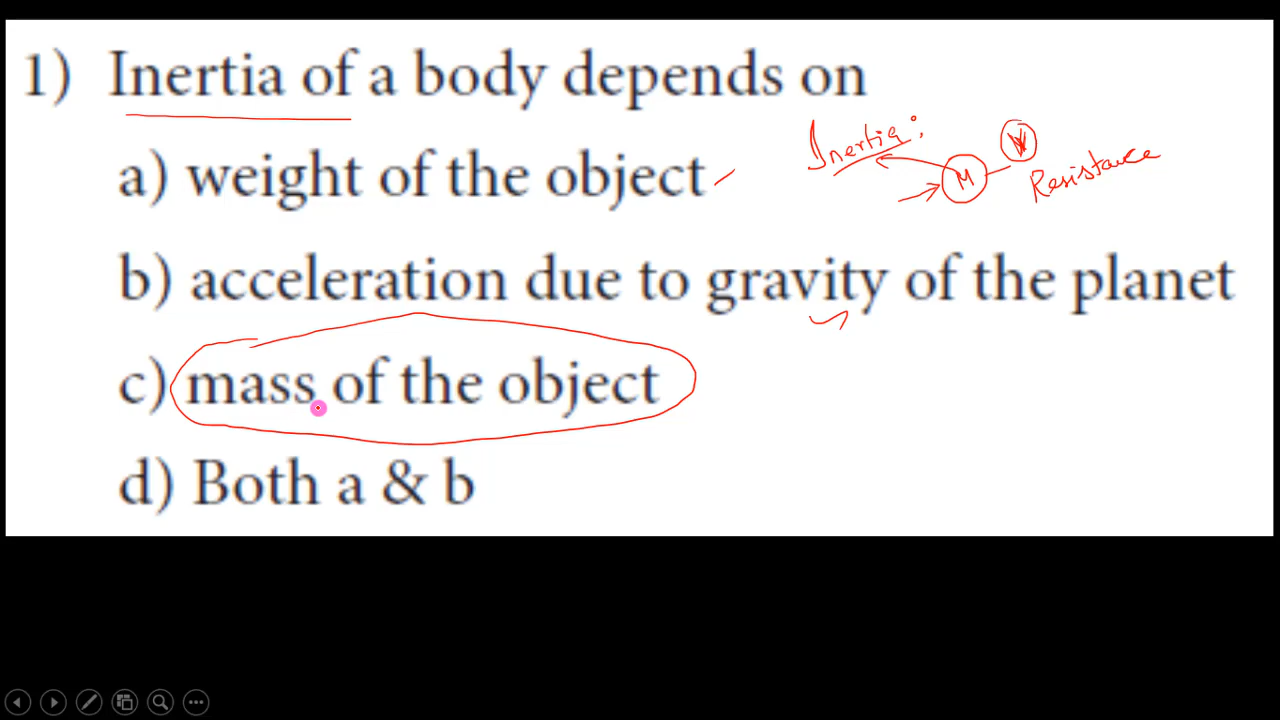 1) Inertia of a body depends on
Inertia:
a) weight of the object
M
Resistance
b) acceleration due to gravity of the planet
c) mass of the object
d) Both a & b